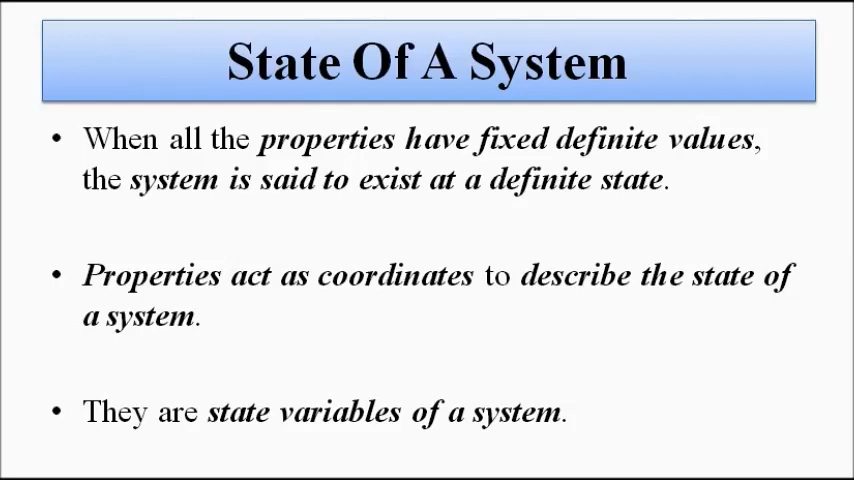 State Of A System
• When all the properties have fixed definite values,
the system is said to exist at a definite state.
• Properties act as coordinates to describe the state of
a system.
• They are state variables of a system.